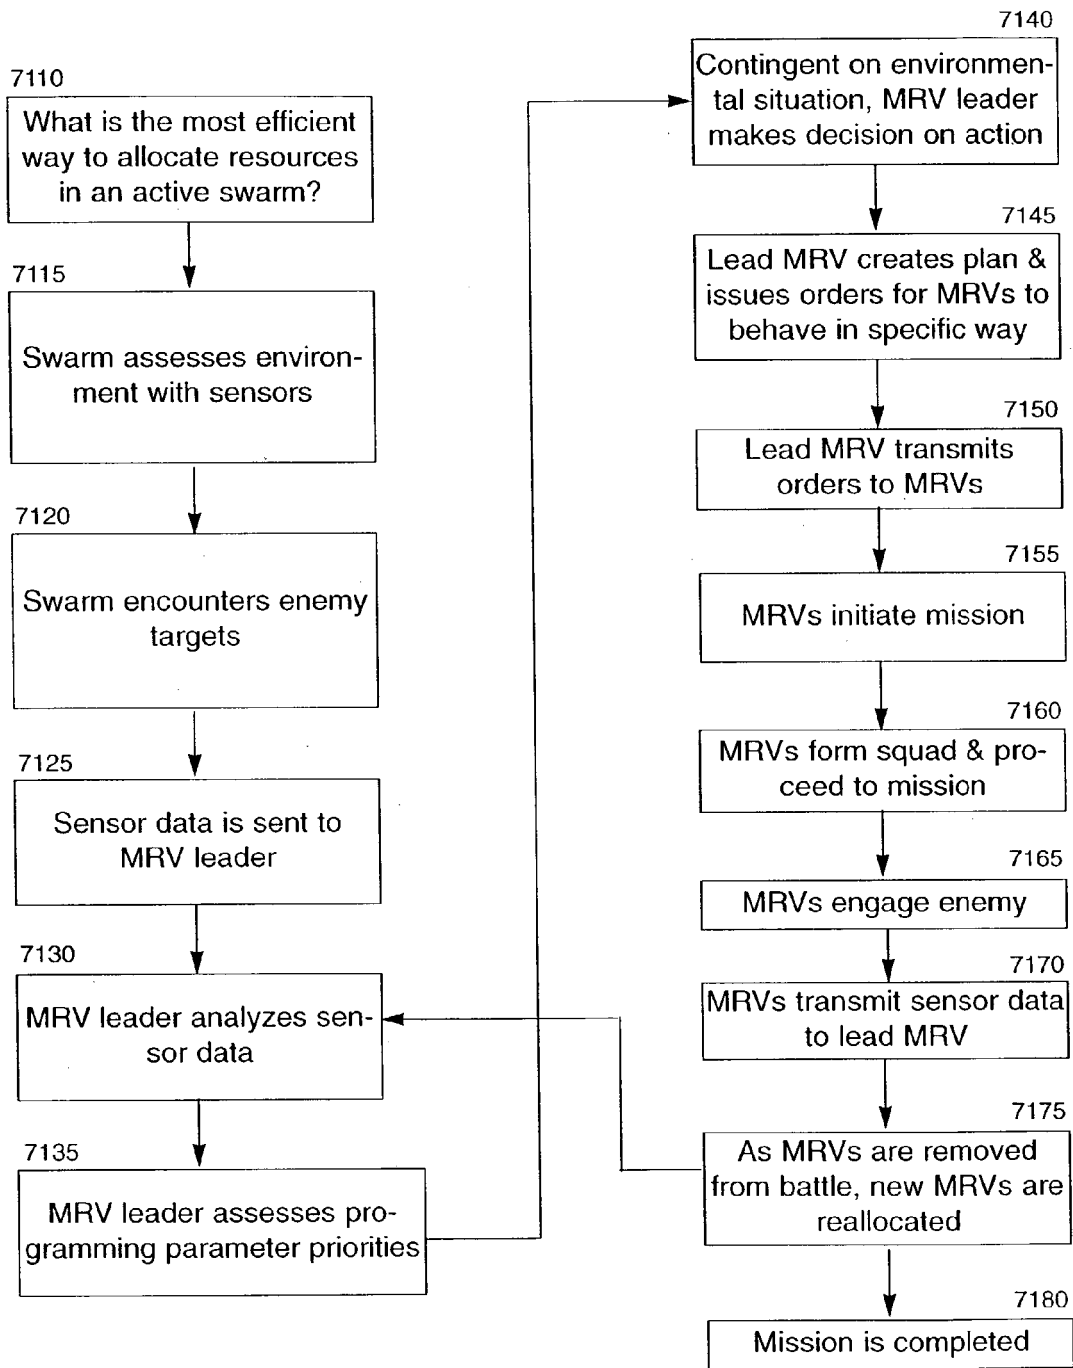 7110
What is the most efficient
way to allocate resources
in an active swarm?
7115
Swarm assesses environ-
ment with sensors
7120
Swarm encounters enemy
targets
7125
Sensor data is sent to
MRV leader
7130
MRV leader analyzes sen-
sor data
7135
MRV leader assesses pro-
gramming parameter priorities
7140
Contingent on environmen-
tal situation, MRV leader
makes decision on action
7145
Lead MRV creates plan &
issues orders for MRVs to
behave in specific way
7150
Lead MRV transmits
orders to MRVs
7155
MRVs initiate mission
7160
MRVs form squad & pro-
ceed to mission
7165
MRVs engage enemy
7170
MRVs transmit sensor data
to lead MRV
7175
As MRVs are removed
from battle, new MRVs are
reallocated
7180
Mission is completed